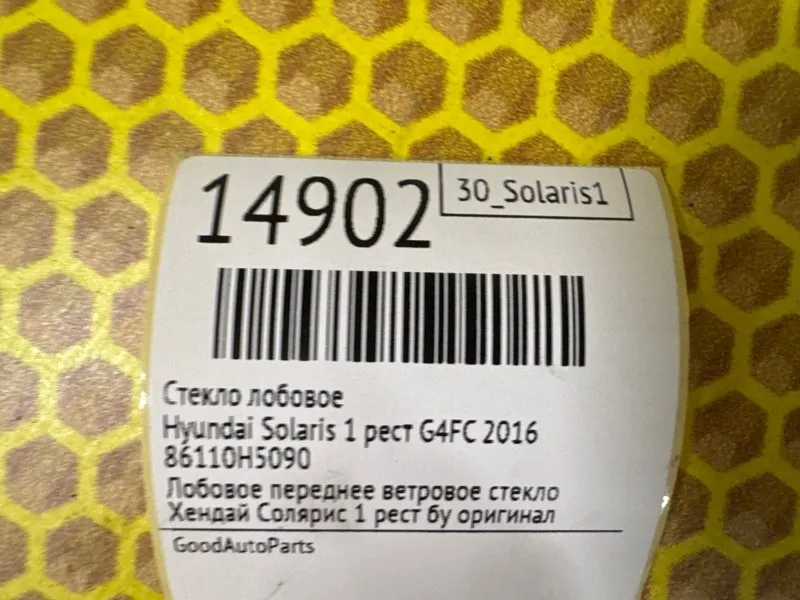 14902
30_Solaris1
Стекло лобовое
Hyundai Solaris 1 рест G4FC 2016
86110H5090
Лобовое переднее ветровое стекло
Хендай Солярис 1 рест бу оригинал
GoodAutoParts